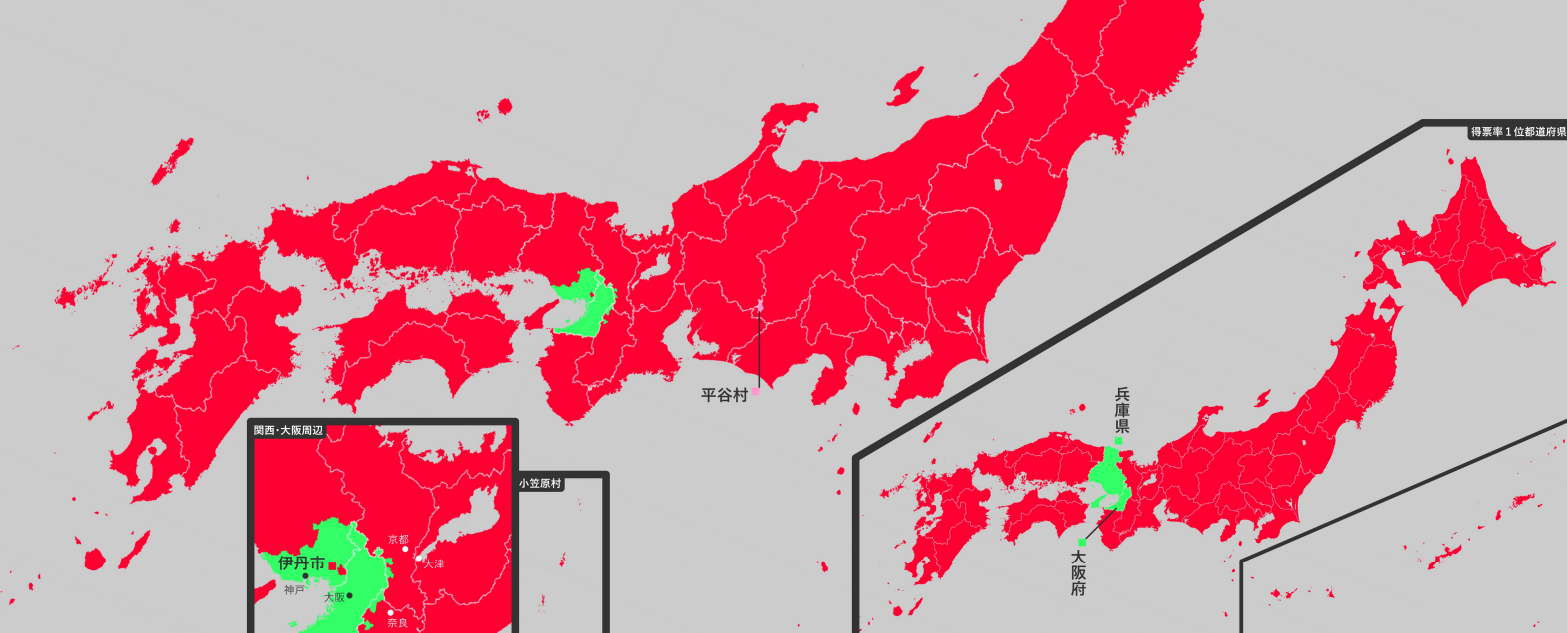 得票率1位都道府県
平谷村
兵庫県
関西・大阪周辺
小笠原村
京都
大津
伊丹市
神戸
大阪
奈良
大阪府